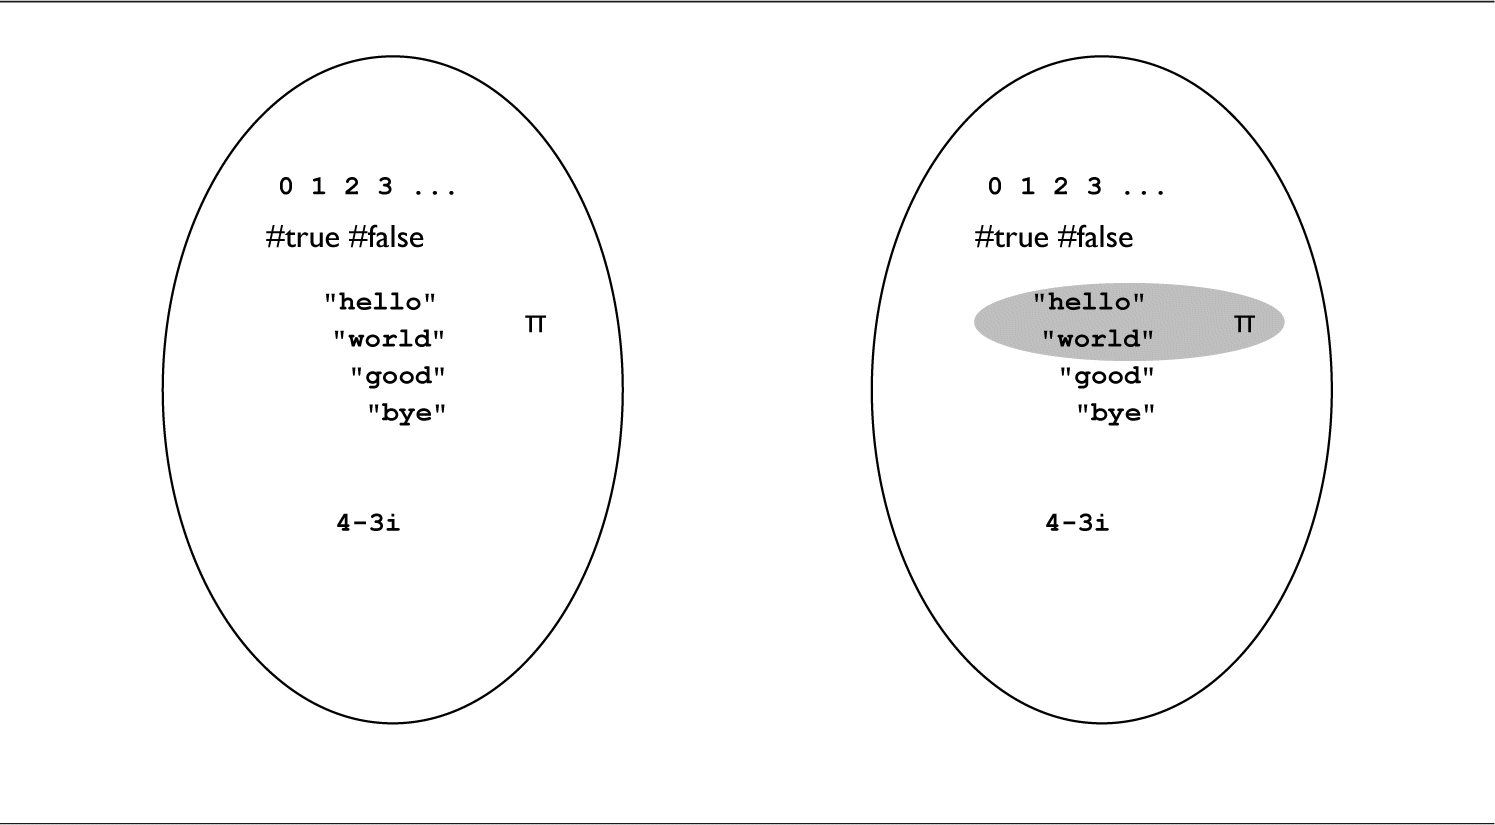 0 1 2 3 ...
#true #false
"hello"
"world"
π
"good"
"bye"
4-3i
0 1 2 3 ...
#true #false
"hello"
"world"
π
"good"
"bye"
4-3i